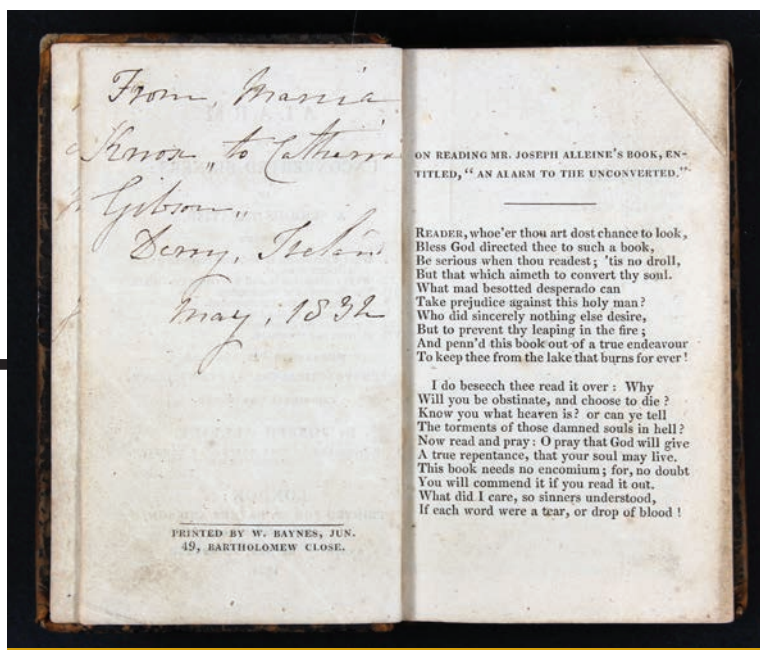 From, Maria
Knox, to Catherin
Gibson,,
Derry, Irelan
May, 1832
PRINTED BY W. BAYNES, JUN.
49, BARTHOLOMEW CLOSE.
ON READING MR. JOSEPH ALLEINE'S BOOK, EN-
TITLED, "AN ALARM TO THE UNCONVERTED."
READER, whoe'er thou art dost chance to look,
Bless God directed thee to such a book,
Be serious when thou readest; 'tis no droll,
But that which aimeth to convert thy soul.
What mad besotted desperado can
Take prejudice against this holy man?
Who did sincerely nothing else desire,
But to prevent thy leaping in the fire;
And penn'd this book out of a true endeavour
To keep thee from the lake that burns for ever!
I do beseech thee read it over: Why
Will you be obstinate, and choose to die?
Know you what heaven is? or can ye tell
The torments of those damned souls in hell?
Now read and pray: O pray that God will give
A true repentance, that your soul may live.
This book needs no encomium; for, no doubt
You will commend it if you read it out.
What did I care, so sinners understood,
If each word were a tear, or drop of blood!